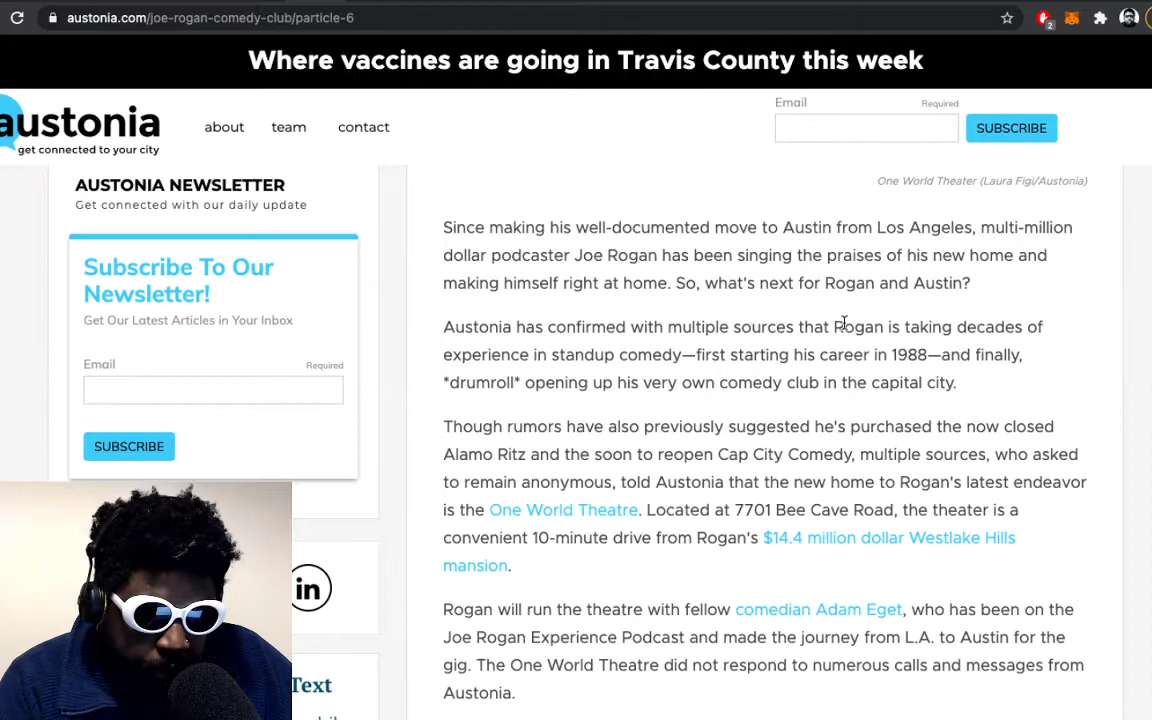 austonia.com/joe-rogan-comedy-club/particle-6
2
Where vaccines are going in Travis County this week
austonia
get connected to your city
about
team
contact
Email
Required
SUBSCRIBE
AUSTONIA NEWSLETTER
Get connected with our daily update
Subscribe To Our
Newsletter!
Get Our Latest Articles in Your Inbox
Email
Required
SUBSCRIBE
in
Text
One World Theater (Laura Figi/Austonia)
Since making his well-documented move to Austin from Los Angeles, multi-million
dollar podcaster Joe Rogan has been singing the praises of his new home and
making himself right at home. So, what's next for Rogan and Austin?
Austonia has confirmed with multiple sources that Rogan is taking decades of
experience in standup comedy—first starting his career in 1988—and finally,
*drumroll* opening up his very own comedy club in the capital city.
Though rumors have also previously suggested he's purchased the now closed
Alamo Ritz and the soon to reopen Cap City Comedy, multiple sources, who asked
to remain anonymous, told Austonia that the new home to Rogan's latest endeavor
is the One World Theatre. Located at 7701 Bee Cave Road, the theater is a
convenient 10-minute drive from Rogan's $14.4 million dollar Westlake Hills
mansion.
Rogan will run the theatre with fellow comedian Adam Eget, who has been on the
Joe Rogan Experience Podcast and made the journey from L.A. to Austin for the
gig. The One World Theatre did not respond to numerous calls and messages from
Austonia.